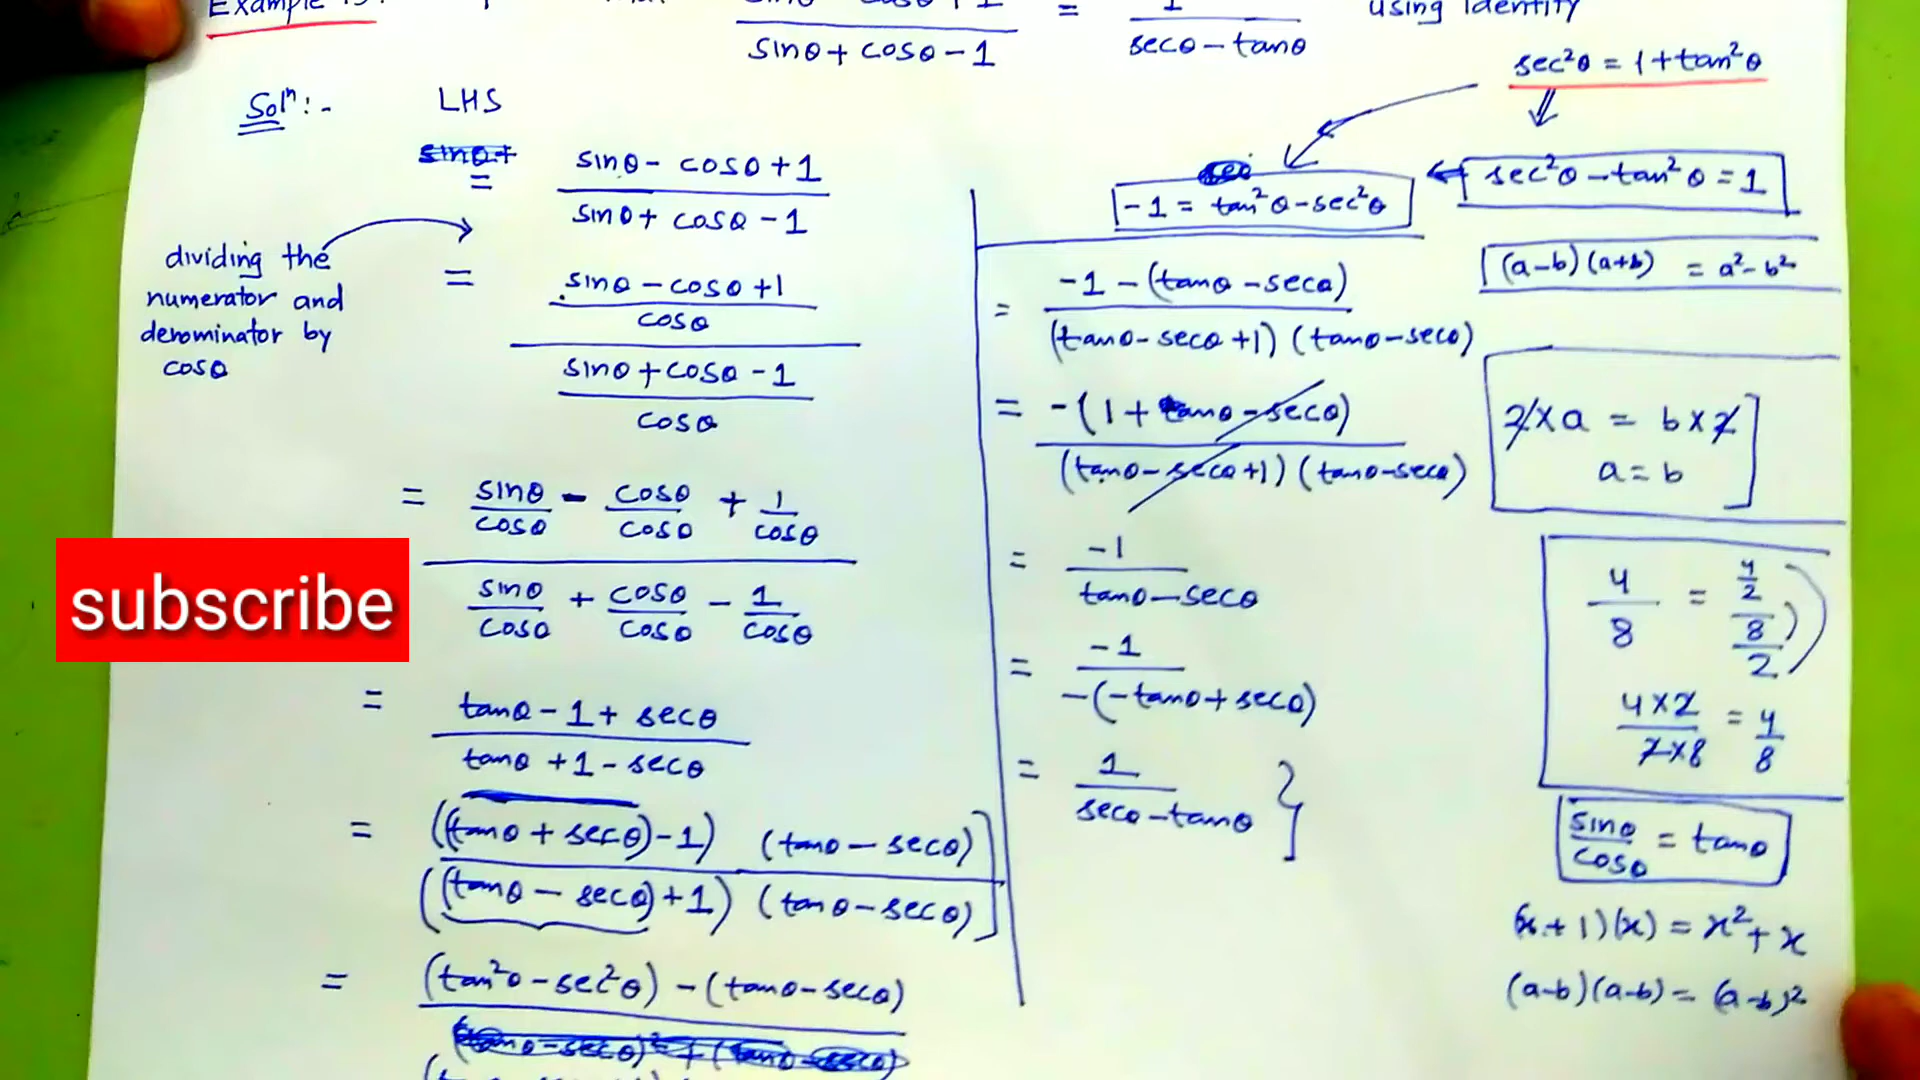 Example
sinθ + cosθ - 1
=
1
secθ - tanθ
using identity
sec²θ = 1 + tan²θ
Solⁿ :-
LHS
=
sinθ - cosθ + 1
sinθ + cosθ - 1
dividing the
numerator and
denominator by
cosθ
=
sinθ - cosθ + 1
cosθ
sinθ + cosθ - 1
cosθ
= sinθ/cosθ - cosθ/cosθ + 1/cosθ
sinθ/cosθ + cosθ/cosθ - 1/cosθ
=
tanθ - 1 + secθ
tanθ + 1 - secθ
= ((tanθ + secθ) - 1) (tanθ - secθ)
((tanθ - secθ) + 1) (tanθ - secθ)
= (tan²θ - sec²θ) - (tanθ - secθ)
subscribe
-1 = tan²θ - sec²θ
sec²θ - tan²θ = 1
(a-b)(a+b) = a² - b²
= -1 - (tanθ - secθ)
(tanθ - secθ + 1) (tanθ - secθ)
= -(1 + tanθ - secθ)
(tanθ - secθ + 1) (tanθ - secθ)
= -1
tanθ - secθ
= -1
-(-tanθ + secθ)
= 1
secθ - tanθ
2 × a = b × 2
a = b
4/8 = 4/2 / 8/2
4×2 / 2×8 = 4/8
sinθ/cosθ = tanθ
(x + 1)(x) = x² + x
(a-b)(a-b) = (a-b)²